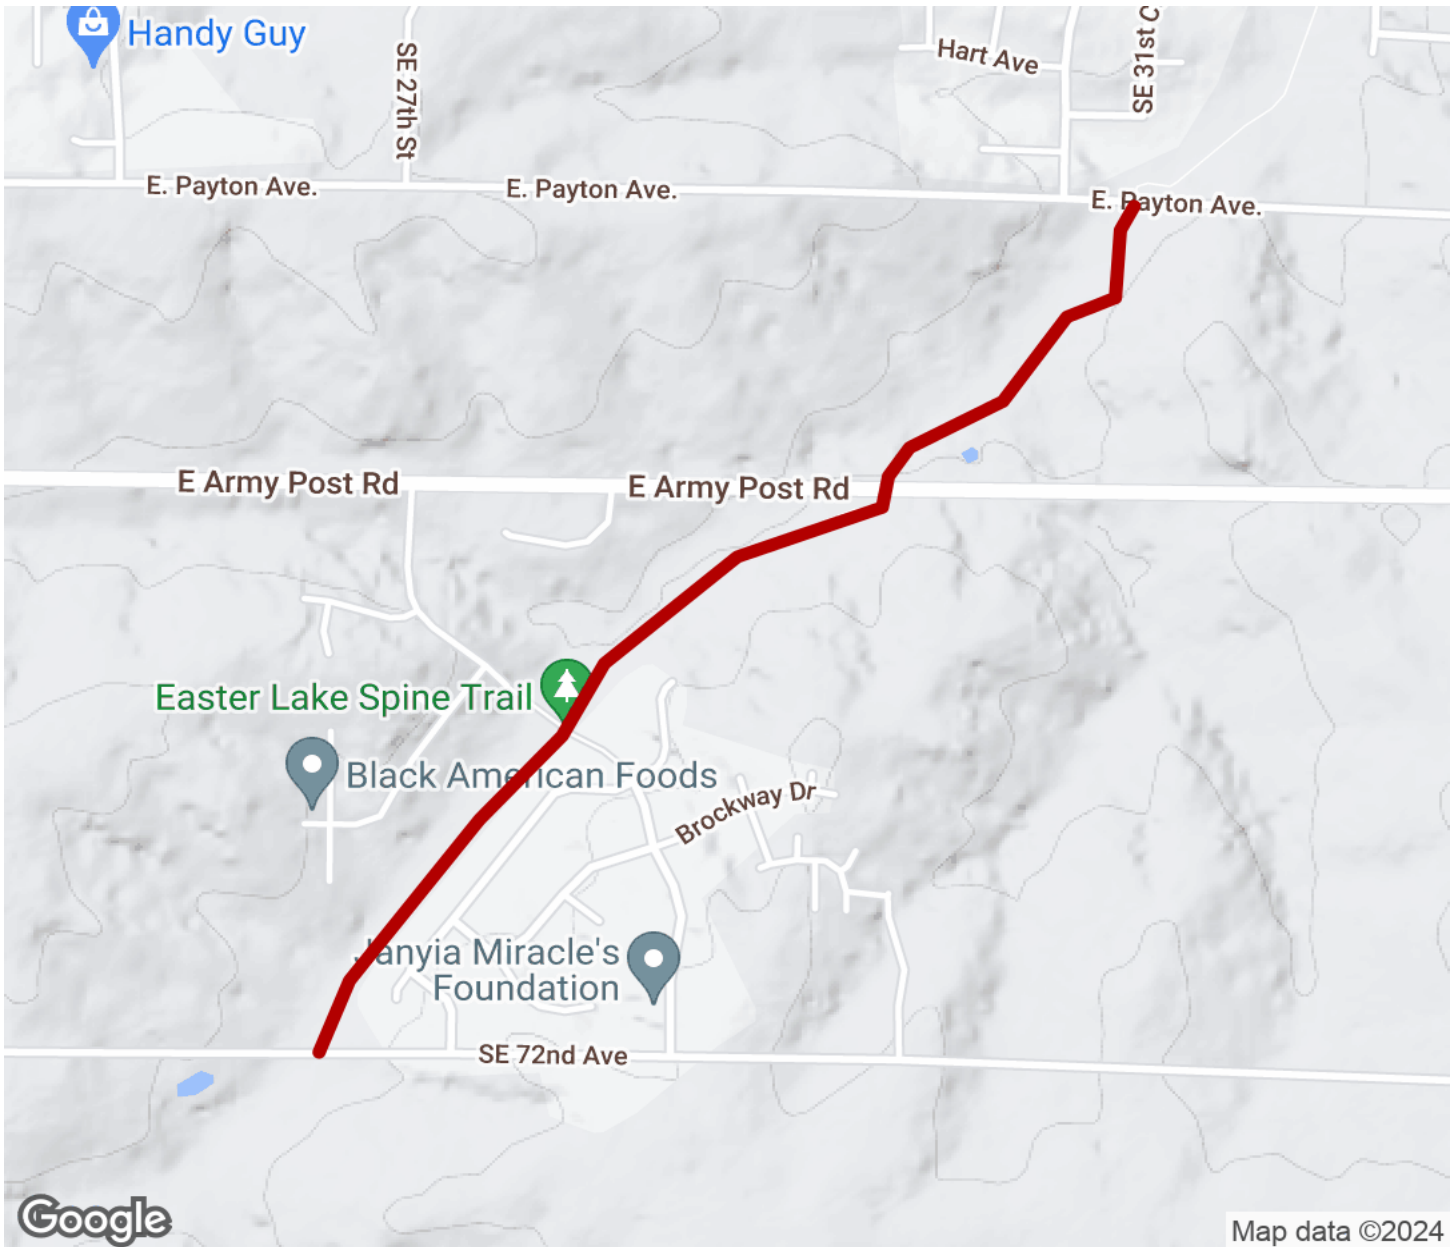 Handy Guy
SE 27th St
Hart Ave
SE 31st C
E. Payton Ave.
E. Payton Ave.
E. Payton Ave.
E Army Post Rd
E Army Post Rd
Easter Lake Spine Trail
Black American Foods
Brockway Dr
Janyia Miracle's
Foundation
SE 72nd Ave
Google
Map data ©2024